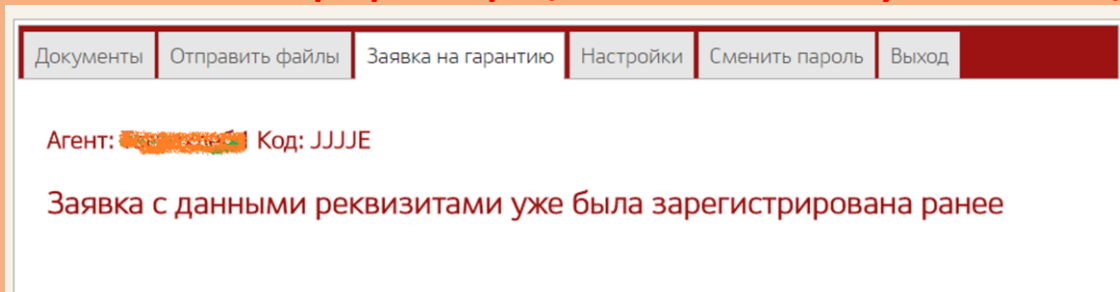 Документы Отправить файлы Заявка на гарантию Настройки Сменить пароль Выход
Агент: Код: JJJJE
Заявка с данными реквизитами уже была зарегистрирована ранее